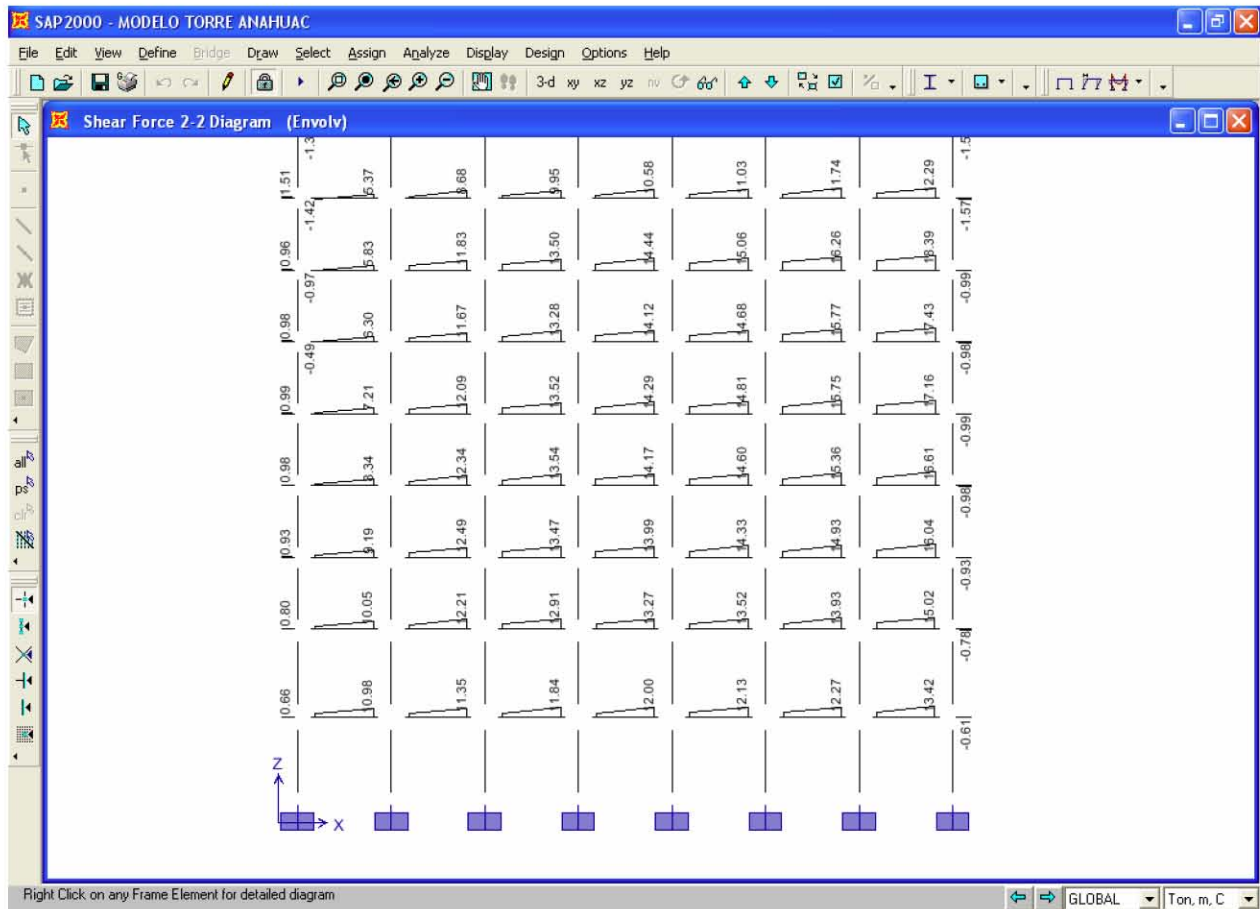 SAP2000 - MODELO TORRE ANAHUAC
File Edit View Define Bridge Draw Select Assign Analyze Display Design Options Help
3-d xy xz yz nv
Shear Force 2-2 Diagram (Envolv)
1.51 5.37 8.68 9.95 10.58 11.03 11.74 12.29
-1.42 -1.57
0.96 5.83 11.83 13.50 14.44 15.06 16.26 18.39
-0.97 -0.99
0.98 6.30 11.67 13.28 14.12 14.68 15.77 17.43
-0.49 -0.98
0.99 7.21 12.09 13.52 14.29 14.81 15.75 17.16
-0.99
0.98 8.34 12.34 13.54 14.17 14.60 15.36 16.61
-0.98
0.93 9.19 12.49 13.47 13.99 14.33 14.93 16.04
-0.93
0.80 10.05 12.21 12.91 13.27 13.52 13.93 15.02
-0.78
0.66 10.98 11.35 11.84 12.00 12.13 12.27 13.42
-0.61
Z
X
all
ps
clr
Right Click on any Frame Element for detailed diagram
GLOBAL
Ton, m, C